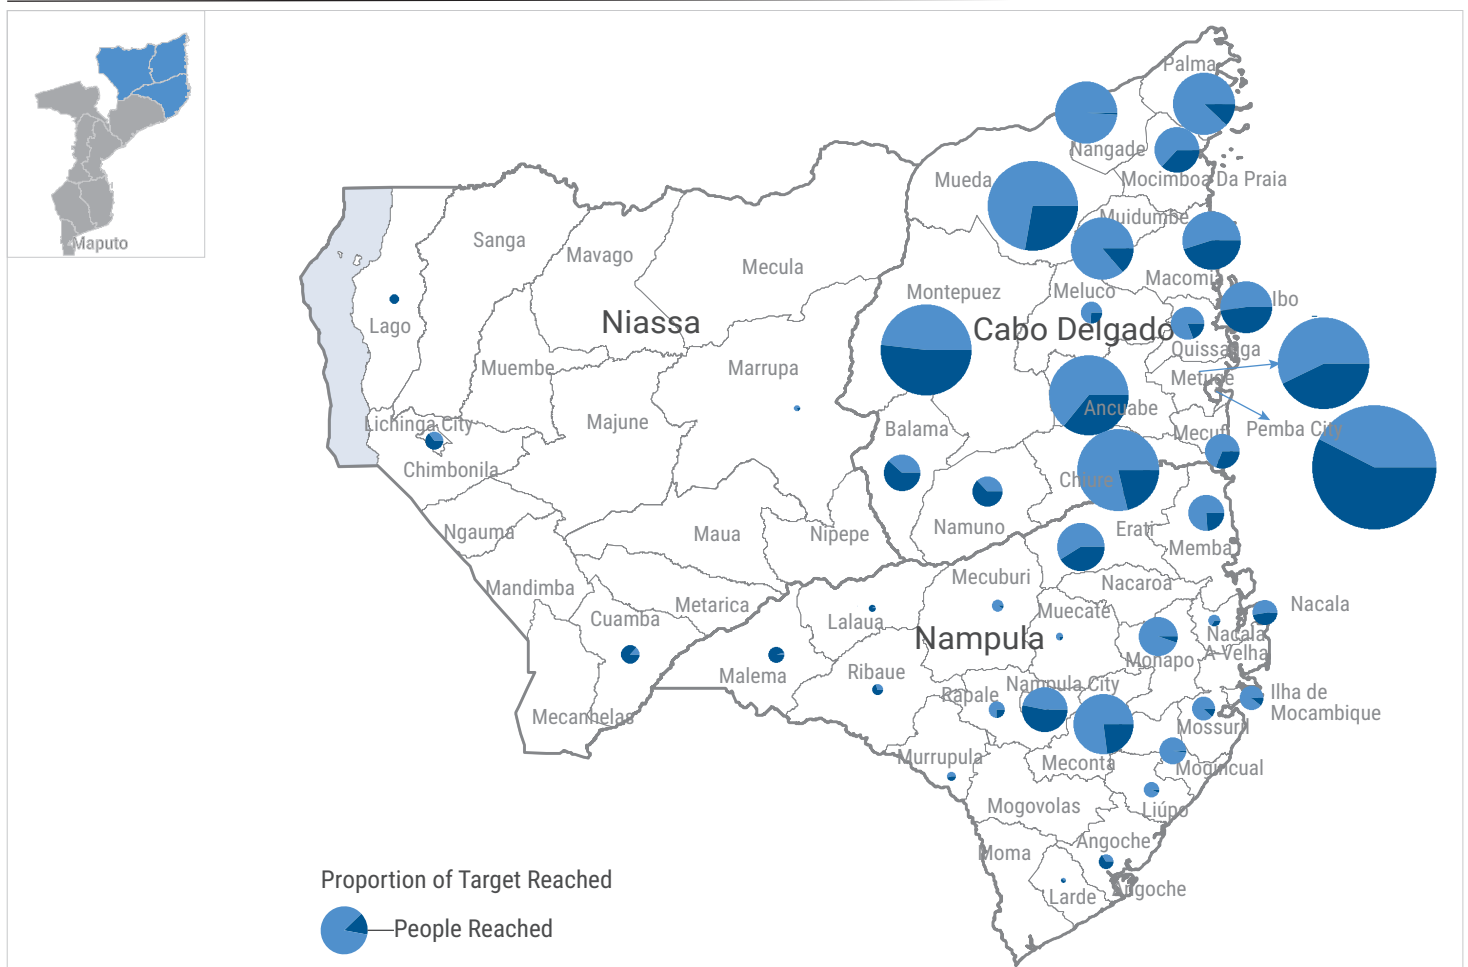 Maputo
Palma
Nangade
Mocimboa Da Praia
Mueda
Muidumbe
Sanga
Mavago
Mecula
Macomia
Meluco
Montepuez
Ibo
Lago
Niassa
Cabo Delgado
Quissanga
Muembe
Marrupa
Metuge
Ancuabe
Lichinga City
Majune
Balama
Mecufi
Pemba City
Chimbonila
Chiure
Ngauma
Maua
Nipepe
Namuno
Erati
Memba
Mandimba
Mecuburi
Nacaroa
Metarica
Cuamba
Lalaua
Muecate
Nacala
Nampula
Nacala
A Velha
Monapo
Malema
Ribaue
Rapale
Nampula City
Ilha de
Mocambique
Mecanhelas
Mossuril
Murrupula
Meconta
Mogincual
Mogovolas
Liúpo
Moma
Angoche
Larde
Angoche
Proportion of Target Reached
People Reached